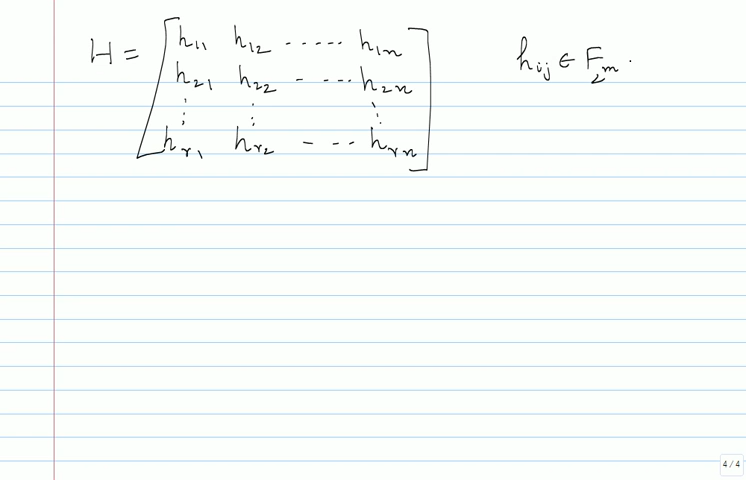 H = [ h₁₁ h₁₂ ------ h₁ₙ ] hᵢⱼ ∈ F₂ᵐ.
h₂₁ h₂₂ - --- h₂ₙ
⋮ ⋮ ⋮
hᵣ₁ hᵣ₂ - --- hᵣₙ
4/4